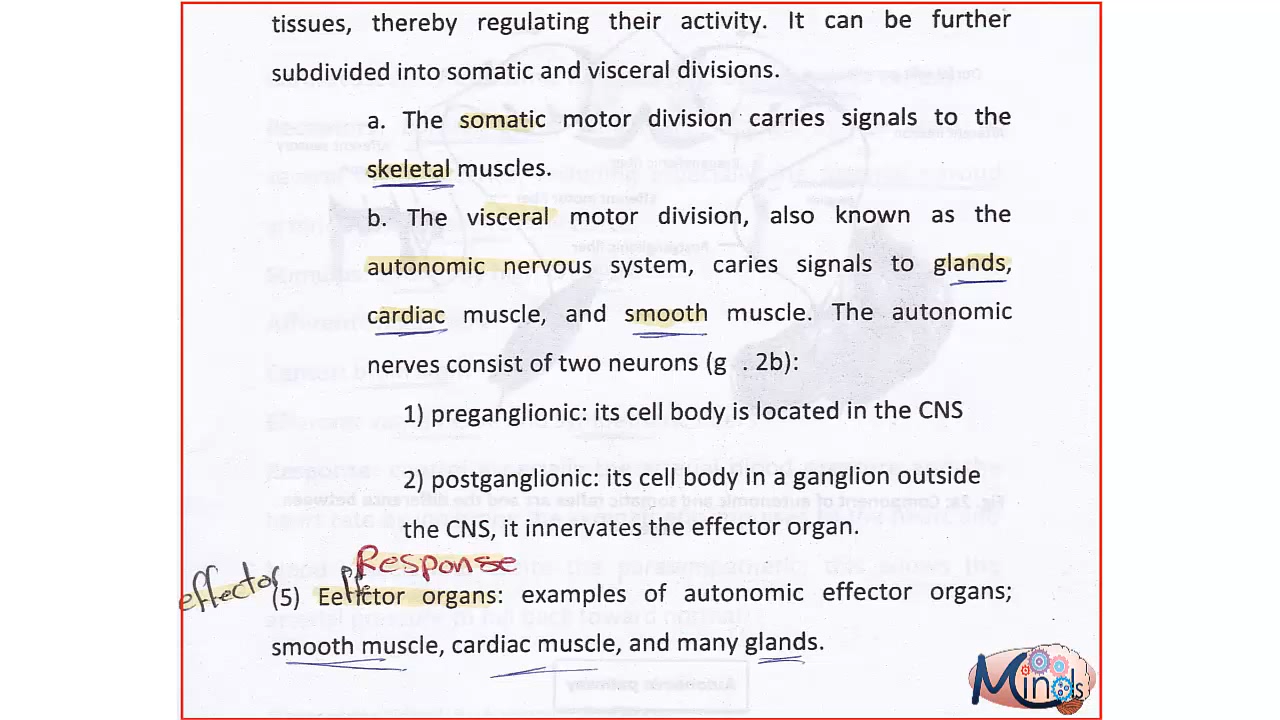 tissues, thereby regulating their activity. It can be further
subdivided into somatic and visceral divisions.
a. The somatic motor division carries signals to the
skeletal muscles.
b. The visceral motor division, also known as the
autonomic nervous system, caries signals to glands,
cardiac muscle, and smooth muscle. The autonomic
nerves consist of two neurons (g . 2b):
1) preganglionic: its cell body is located in the CNS
2) postganglionic: its cell body in a ganglion outside
the CNS, it innervates the effector organ.
Response
effector
(5) Eefector organs: examples of autonomic effector organs;
smooth muscle, cardiac muscle, and many glands.
Minds